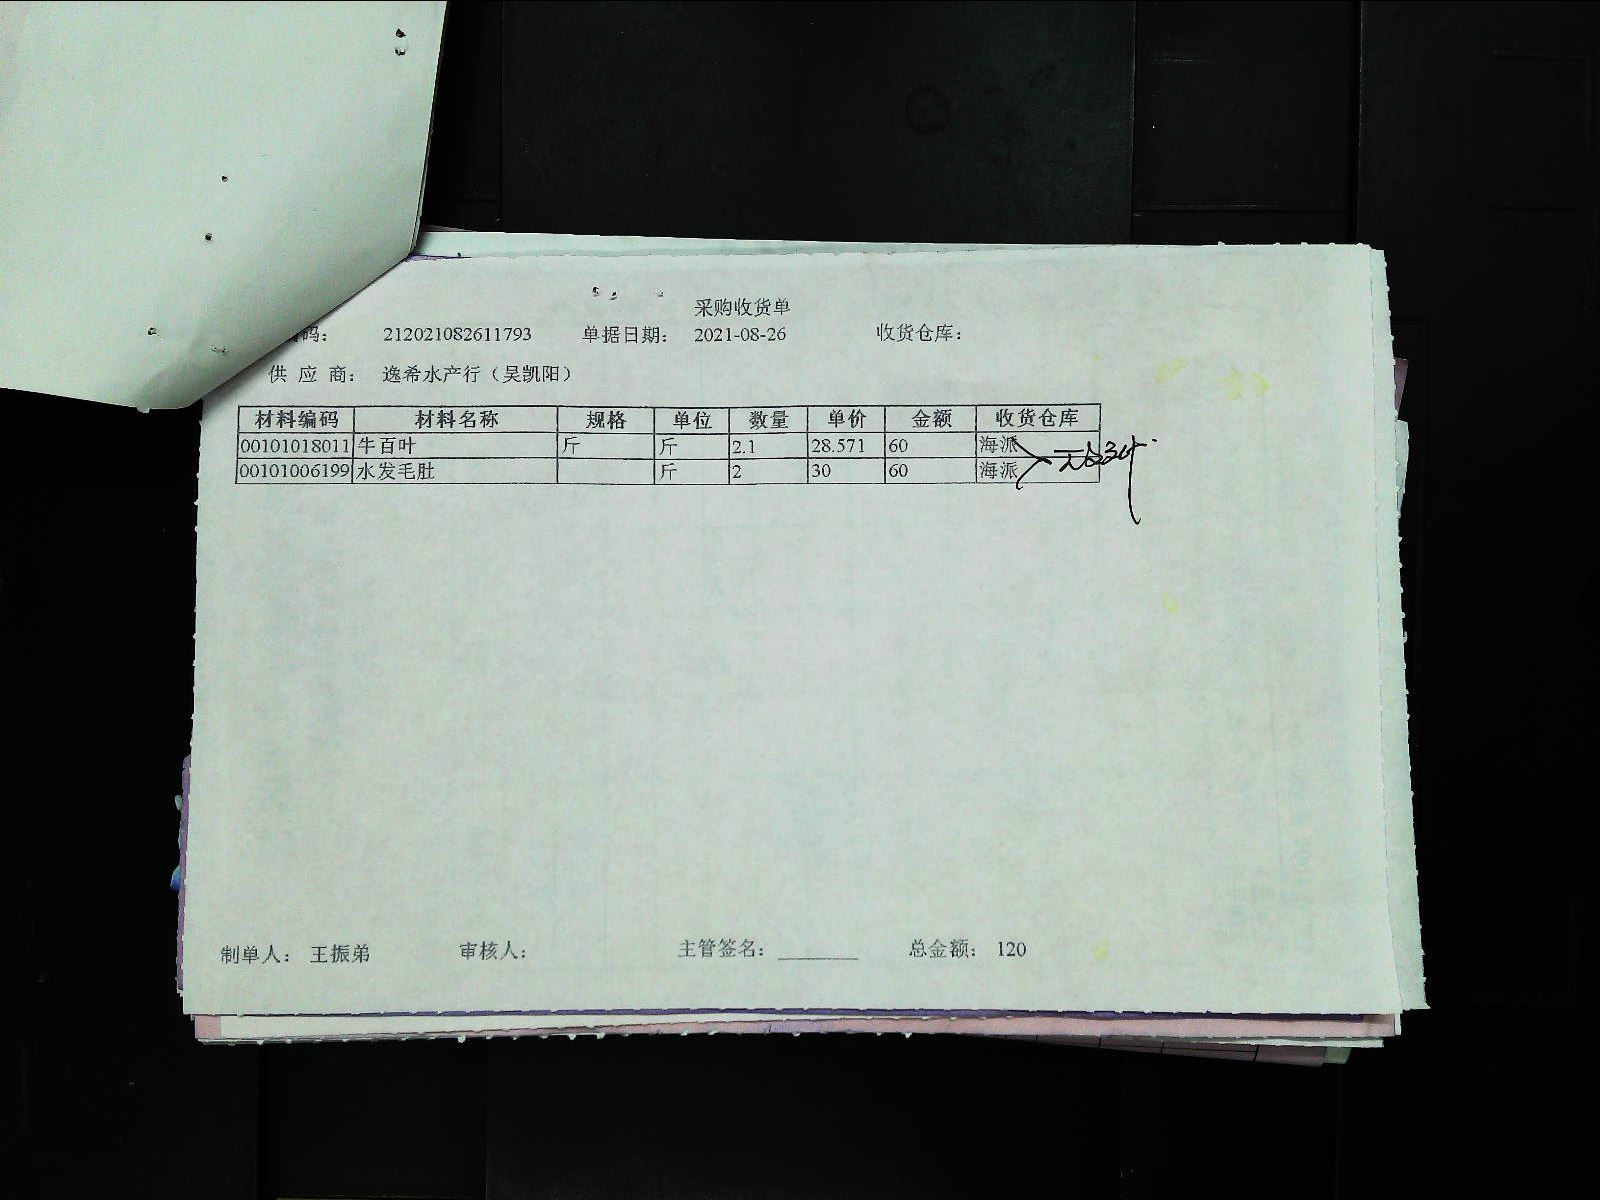 采购收货单
码： 212021082611793 单据日期： 2021-08-26 收货仓库：
供 应 商： 逸希水产行（吴凯阳）
材料编码 材料名称 规格 单位 数量 单价 金额 收货仓库
00101018011 牛百叶 斤 斤 2.1 28.571 60 海派
00101006199 水发毛肚 斤 2 30 60 海派
制单人： 王振弟 审核人： 主管签名： 总金额： 120